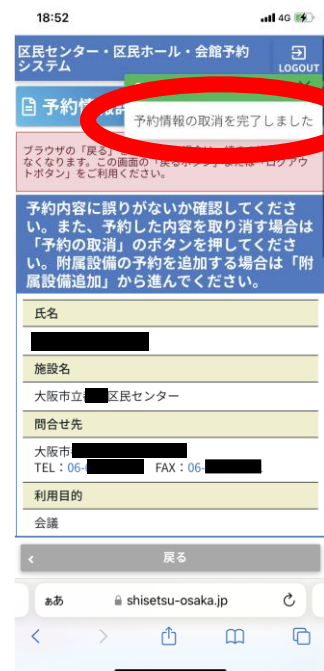 18:52
4G
区民センター・区民ホール・会館予約
システム
LOGOUT
予約情
予約情報の取消を完了しました
ブラウザの「戻る」
なくなります。この画面の「戻るボタン」または「ログアウ
トボタン」をご利用ください。
予約内容に誤りがないか確認してくださ
い。また、予約した内容を取り消す場合は
「予約の取消」のボタンを押してくださ
い。附属設備の予約を追加する場合は「附
属設備追加」から進んでください。
氏名
施設名
大阪市立 区民センター
問合せ先
大阪市
TEL：06- FAX：06-
利用目的
会議
戻る
ぁあ shisetsu-osaka.jp